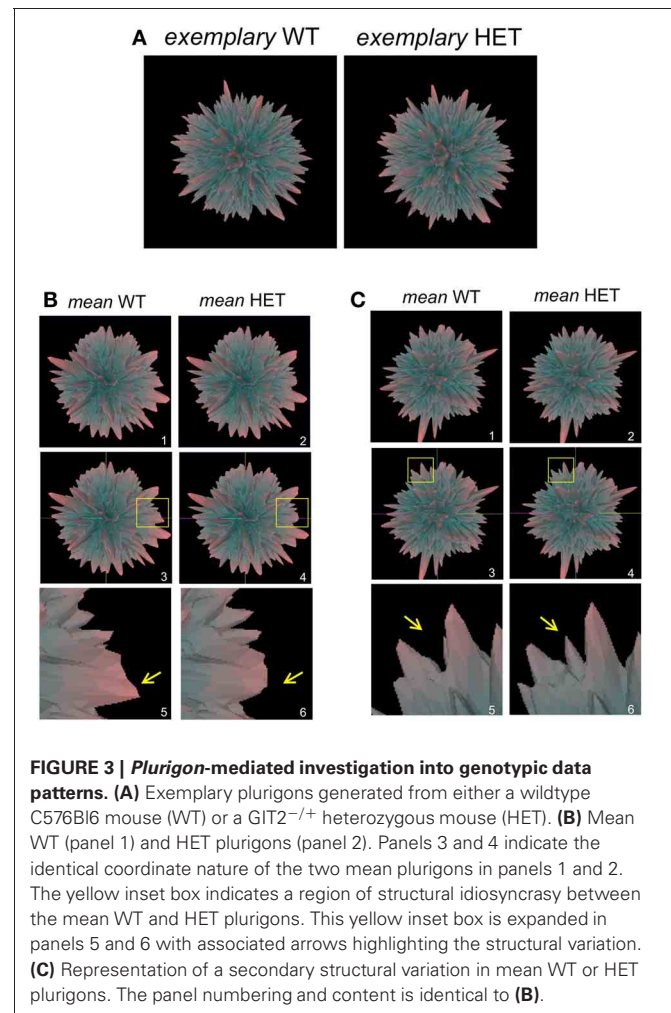 A exemplary WT exemplary HET
B mean WT mean HET
1 2
3 4
5 6
C mean WT mean HET
1 2
3 4
5 6
FIGURE 3 | Plurigon-mediated investigation into genotypic data
patterns. (A) Exemplary plurigons generated from either a wildtype
C576Bl6 mouse (WT) or a GIT2−/+ heterozygous mouse (HET). (B) Mean
WT (panel 1) and HET plurigons (panel 2). Panels 3 and 4 indicate the
identical coordinate nature of the two mean plurigons in panels 1 and 2.
The yellow inset box indicates a region of structural idiosyncrasy between
the mean WT and HET plurigons. This yellow inset box is expanded in
panels 5 and 6 with associated arrows highlighting the structural variation.
(C) Representation of a secondary structural variation in mean WT or HET
plurigons. The panel numbering and content is identical to (B).